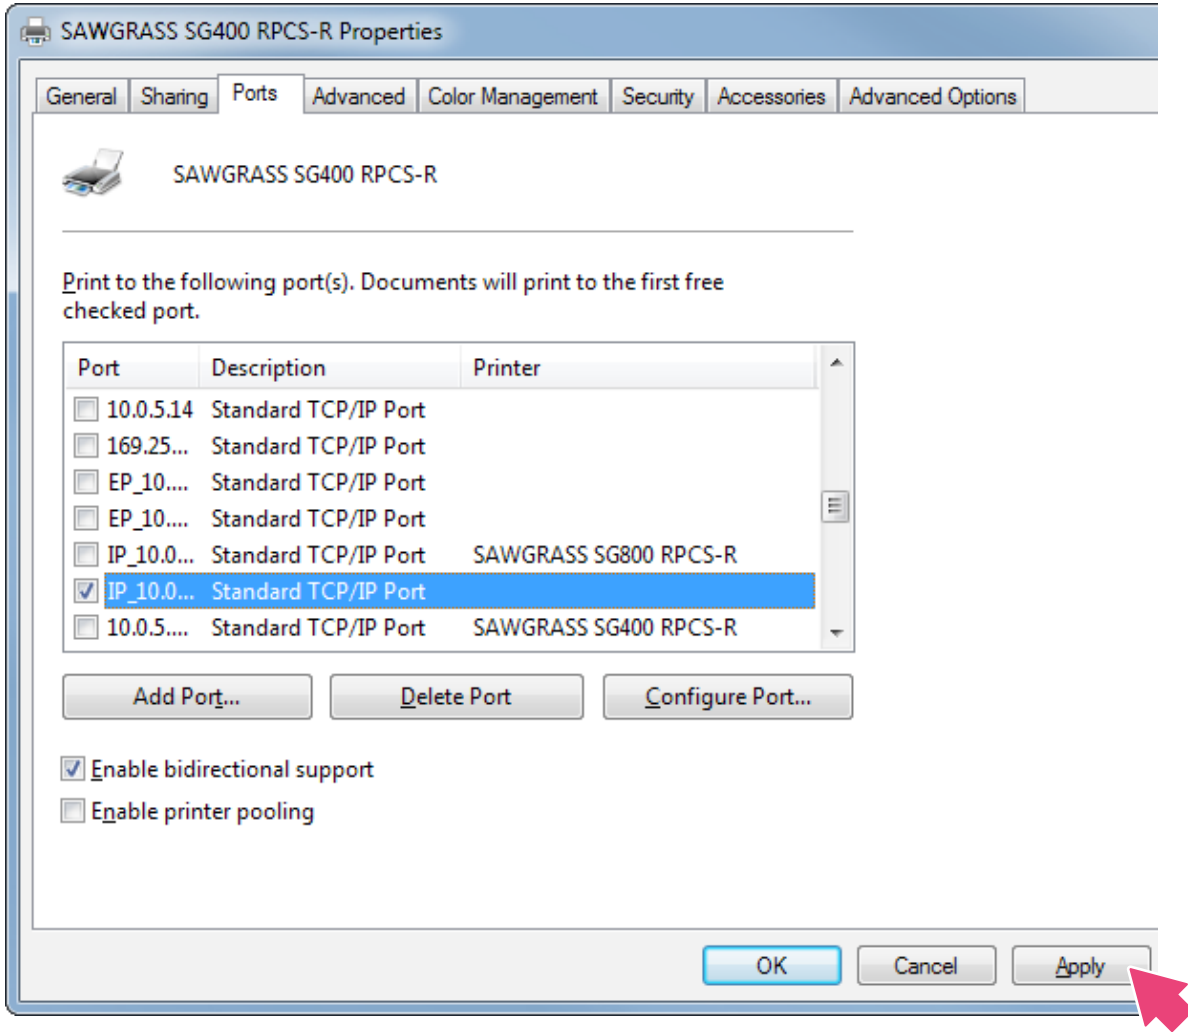 SAWGRASS SG400 RPCS-R Properties
General Sharing Ports Advanced Color Management Security Accessories Advanced Options
SAWGRASS SG400 RPCS-R
Print to the following port(s). Documents will print to the first free
checked port.
Port Description Printer
10.0.5.14 Standard TCP/IP Port
169.25... Standard TCP/IP Port
EP_10.... Standard TCP/IP Port
EP_10.... Standard TCP/IP Port
IP_10.0... Standard TCP/IP Port SAWGRASS SG800 RPCS-R
IP_10.0... Standard TCP/IP Port
10.0.5.... Standard TCP/IP Port SAWGRASS SG400 RPCS-R
Add Port... Delete Port Configure Port...
Enable bidirectional support
Enable printer pooling
OK Cancel Apply